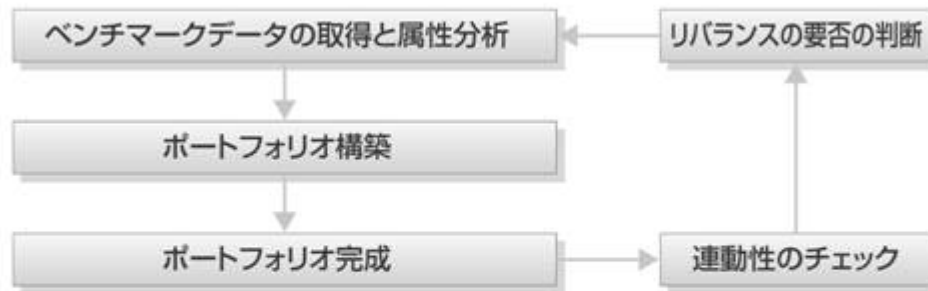 ベンチマークデータの取得と属性分析
リバランスの要否の判断
ポートフォリオ構築
ポートフォリオ完成
連動性のチェック